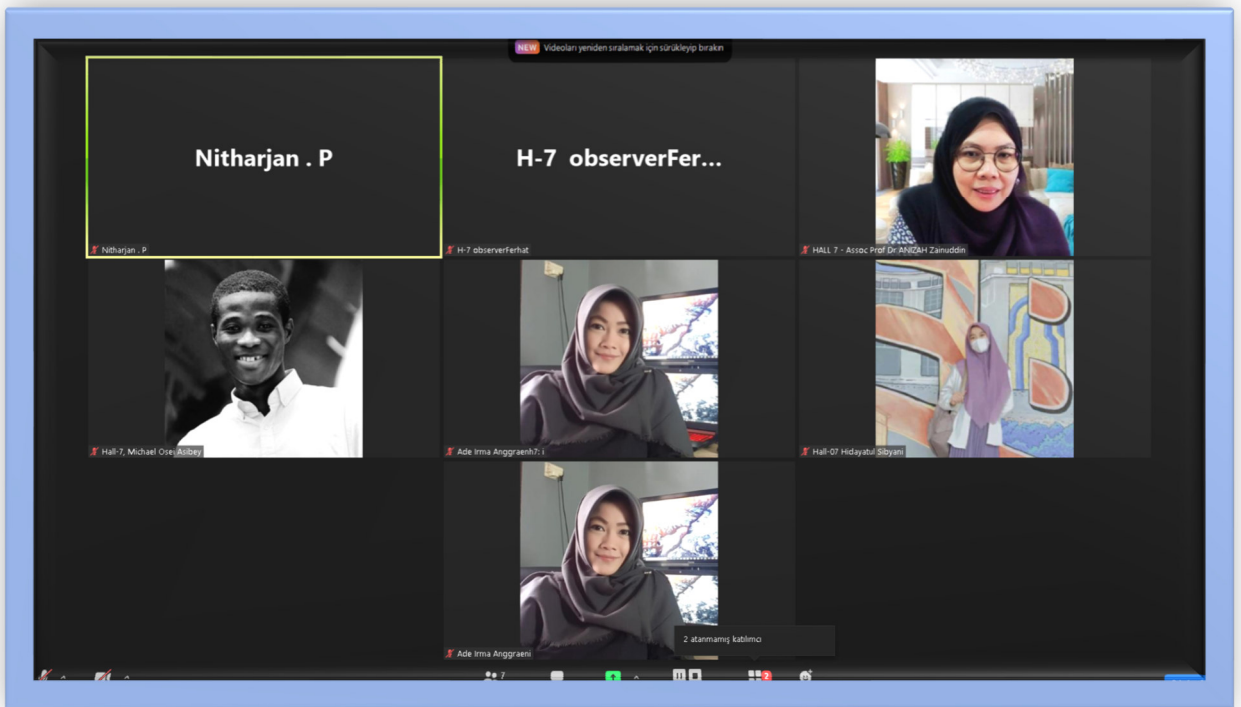 NEW Videoları yeniden sıralamak için sürükleyip bırakın
Nitharjan . P
H-7 observerFer...
Nitharjan . P
H-7 observerFerhat
HALL 7 - Assoc Prof Dr ANIZAH Zainuddin
Hall-7, Michael Osei Asibey
Ade Irma Anggraenh7: i
Hall-07 Hidayatul Sibyani
2 atanmamış katılımcı
Ade Irma Anggraeni
7
2